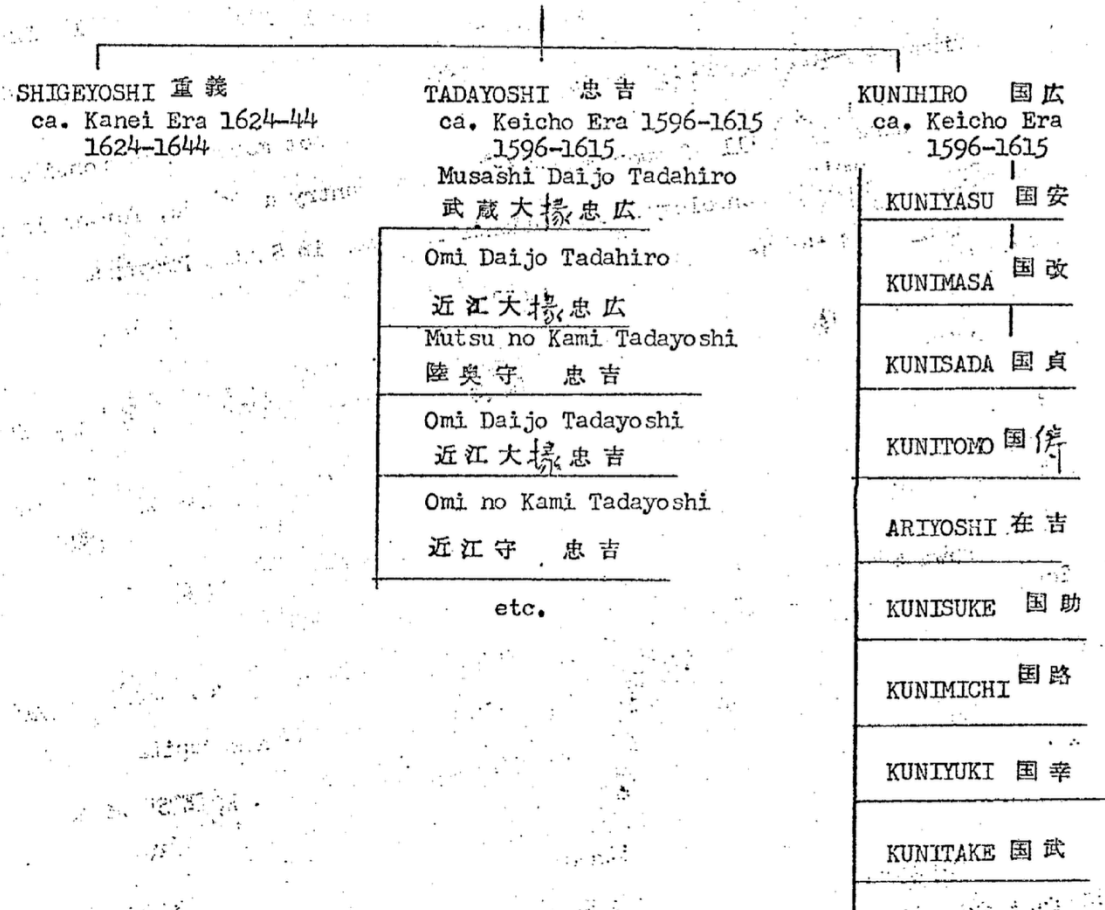 SHIGEYOSHI 重義
ca. Kanei Era 1624-44
1624-1644
TADAYOSHI 忠吉
ca. Keicho Era 1596-1615
1596-1615
Musashi Daijo Tadahiro
武蔵大掾忠広
Omi Daijo Tadahiro
近江大掾忠広
Mutsu no Kami Tadayoshi
陸奥守 忠吉
Omi Daijo Tadayoshi
近江大掾忠吉
Omi no Kami Tadayoshi
近江守 忠吉
etc.
KUNIHIRO 国広
ca. Keicho Era
1596-1615
KUNIYASU 国安
KUNIMASA 国改
KUNISADA 国貞
KUNITOMO 国儔
ARIYOSHI 在吉
KUNISUKE 国助
KUNIMICHI 国路
KUNIYUKI 国幸
KUNITAKE 国武